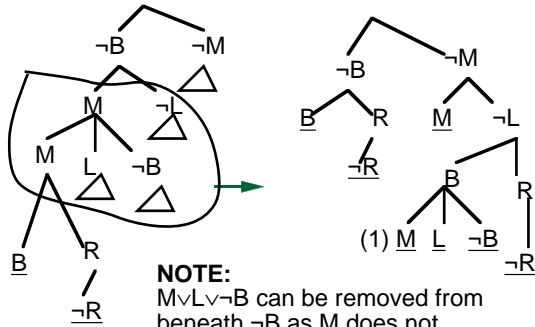 ¬B ¬M
M ¬L
M L ¬B
B R
¬R
¬B ¬M
B R M ¬L
¬R
B R
(1) M L ¬B
¬R
NOTE:
M∨L∨¬B can be removed from
beneath ¬B as M does not